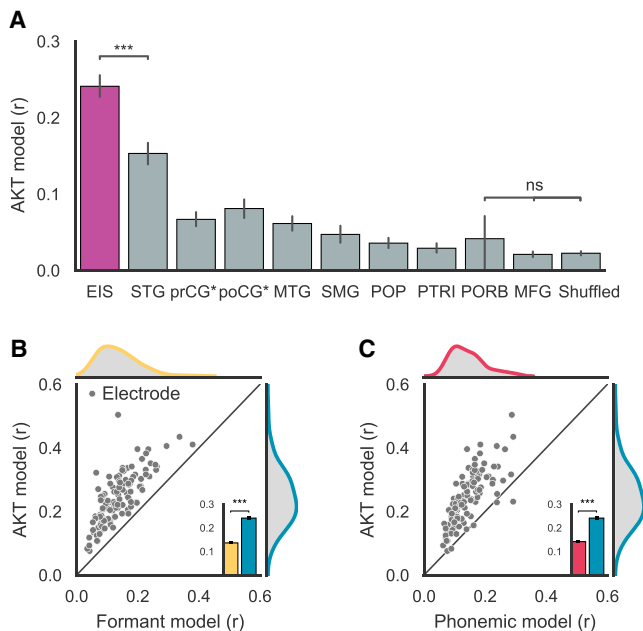 A
0.3
***
0.2
AKT model (r)
0.1
ns
0.0
EIS STG prCG* poCG* MTG SMG POP PTRI PORB MFG Shuffled
B
0.6
Electrode
0.4
AKT model (r)
0.2
0.3
***
0.2
0.1
0.0
0.0 0.2 0.4 0.6
Formant model (r)
C
0.6
0.4
AKT model (r)
0.2
0.3
***
0.2
0.1
0.0
0.0 0.2 0.4 0.6
Phonemic model (r)